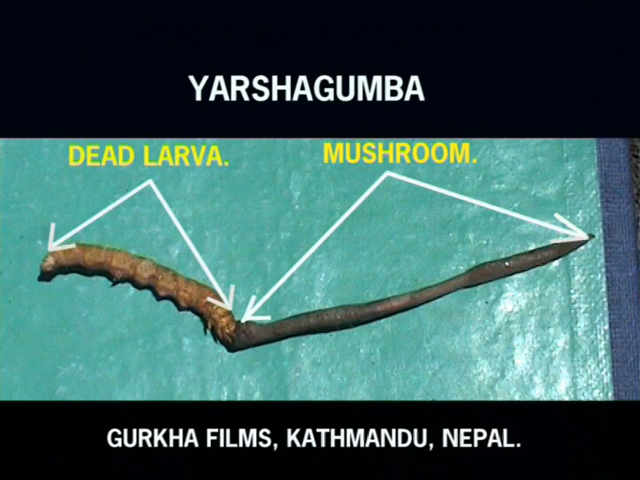 YARSHAGUMBA
DEAD LARVA.
MUSHROOM.
GURKHA FILMS, KATHMANDU, NEPAL.